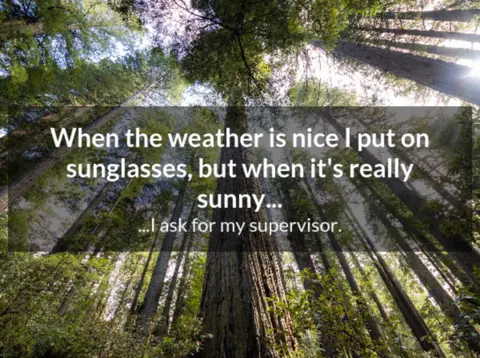 When the weather is nice I put on
sunglasses, but when it's really
sunny...
...I ask for my supervisor.